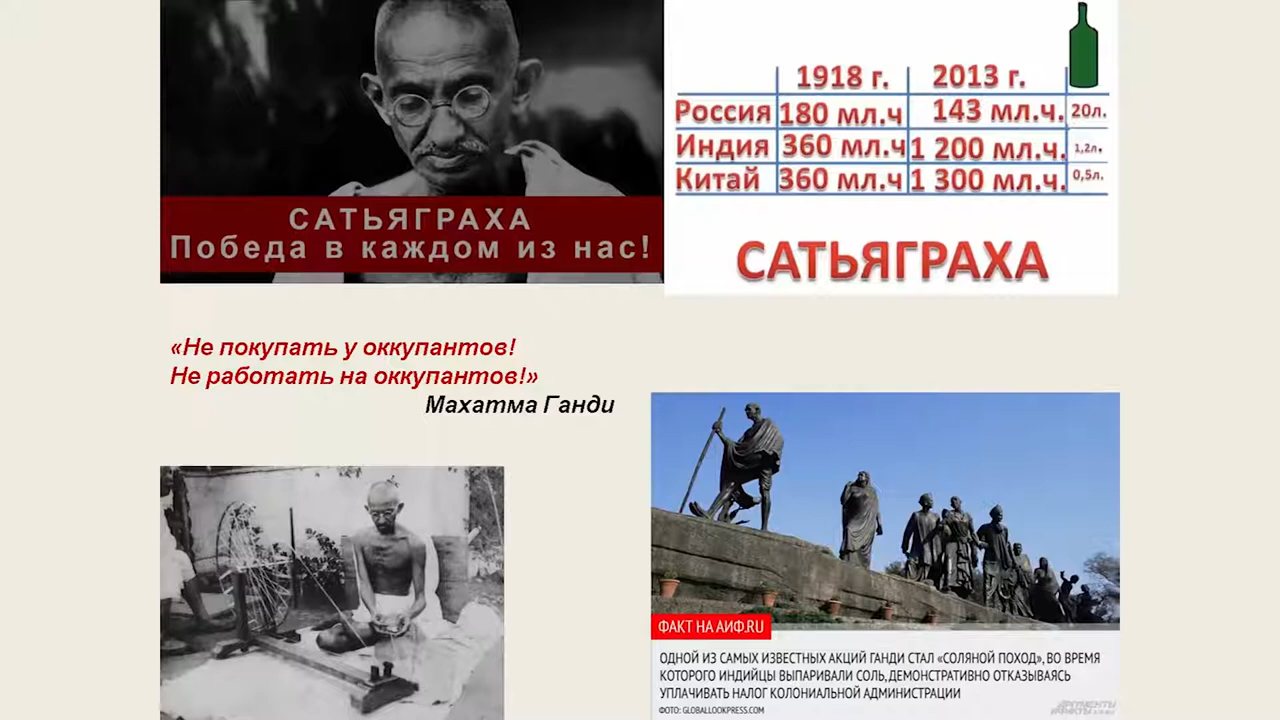 САТЬЯГРАХА
Победа в каждом из нас!
1918 г. 2013 г.
Россия 180 мл.ч 143 мл.ч. 20л.
Индия 360 мл.ч 1 200 мл.ч. 1,2л.
Китай 360 мл.ч 1 300 мл.ч. 0,5л.
САТЬЯГРАХА
«Не покупать у оккупантов!
Не работать на оккупантов!»
Махатма Ганди
ФАКТ НА АИФ.RU
ОДНОЙ ИЗ САМЫХ ИЗВЕСТНЫХ АКЦИЙ ГАНДИ СТАЛ «СОЛЯНОЙ ПОХОД», ВО ВРЕМЯ
КОТОРОГО ИНДИЙЦЫ ВЫПАРИВАЛИ СОЛЬ, ДЕМОНСТРАТИВНО ОТКАЗЫВАЯСЬ
УПЛАЧИВАТЬ НАЛОГ КОЛОНИАЛЬНОЙ АДМИНИСТРАЦИИ
ФОТО: GLOBALLOOKPRESS.COM